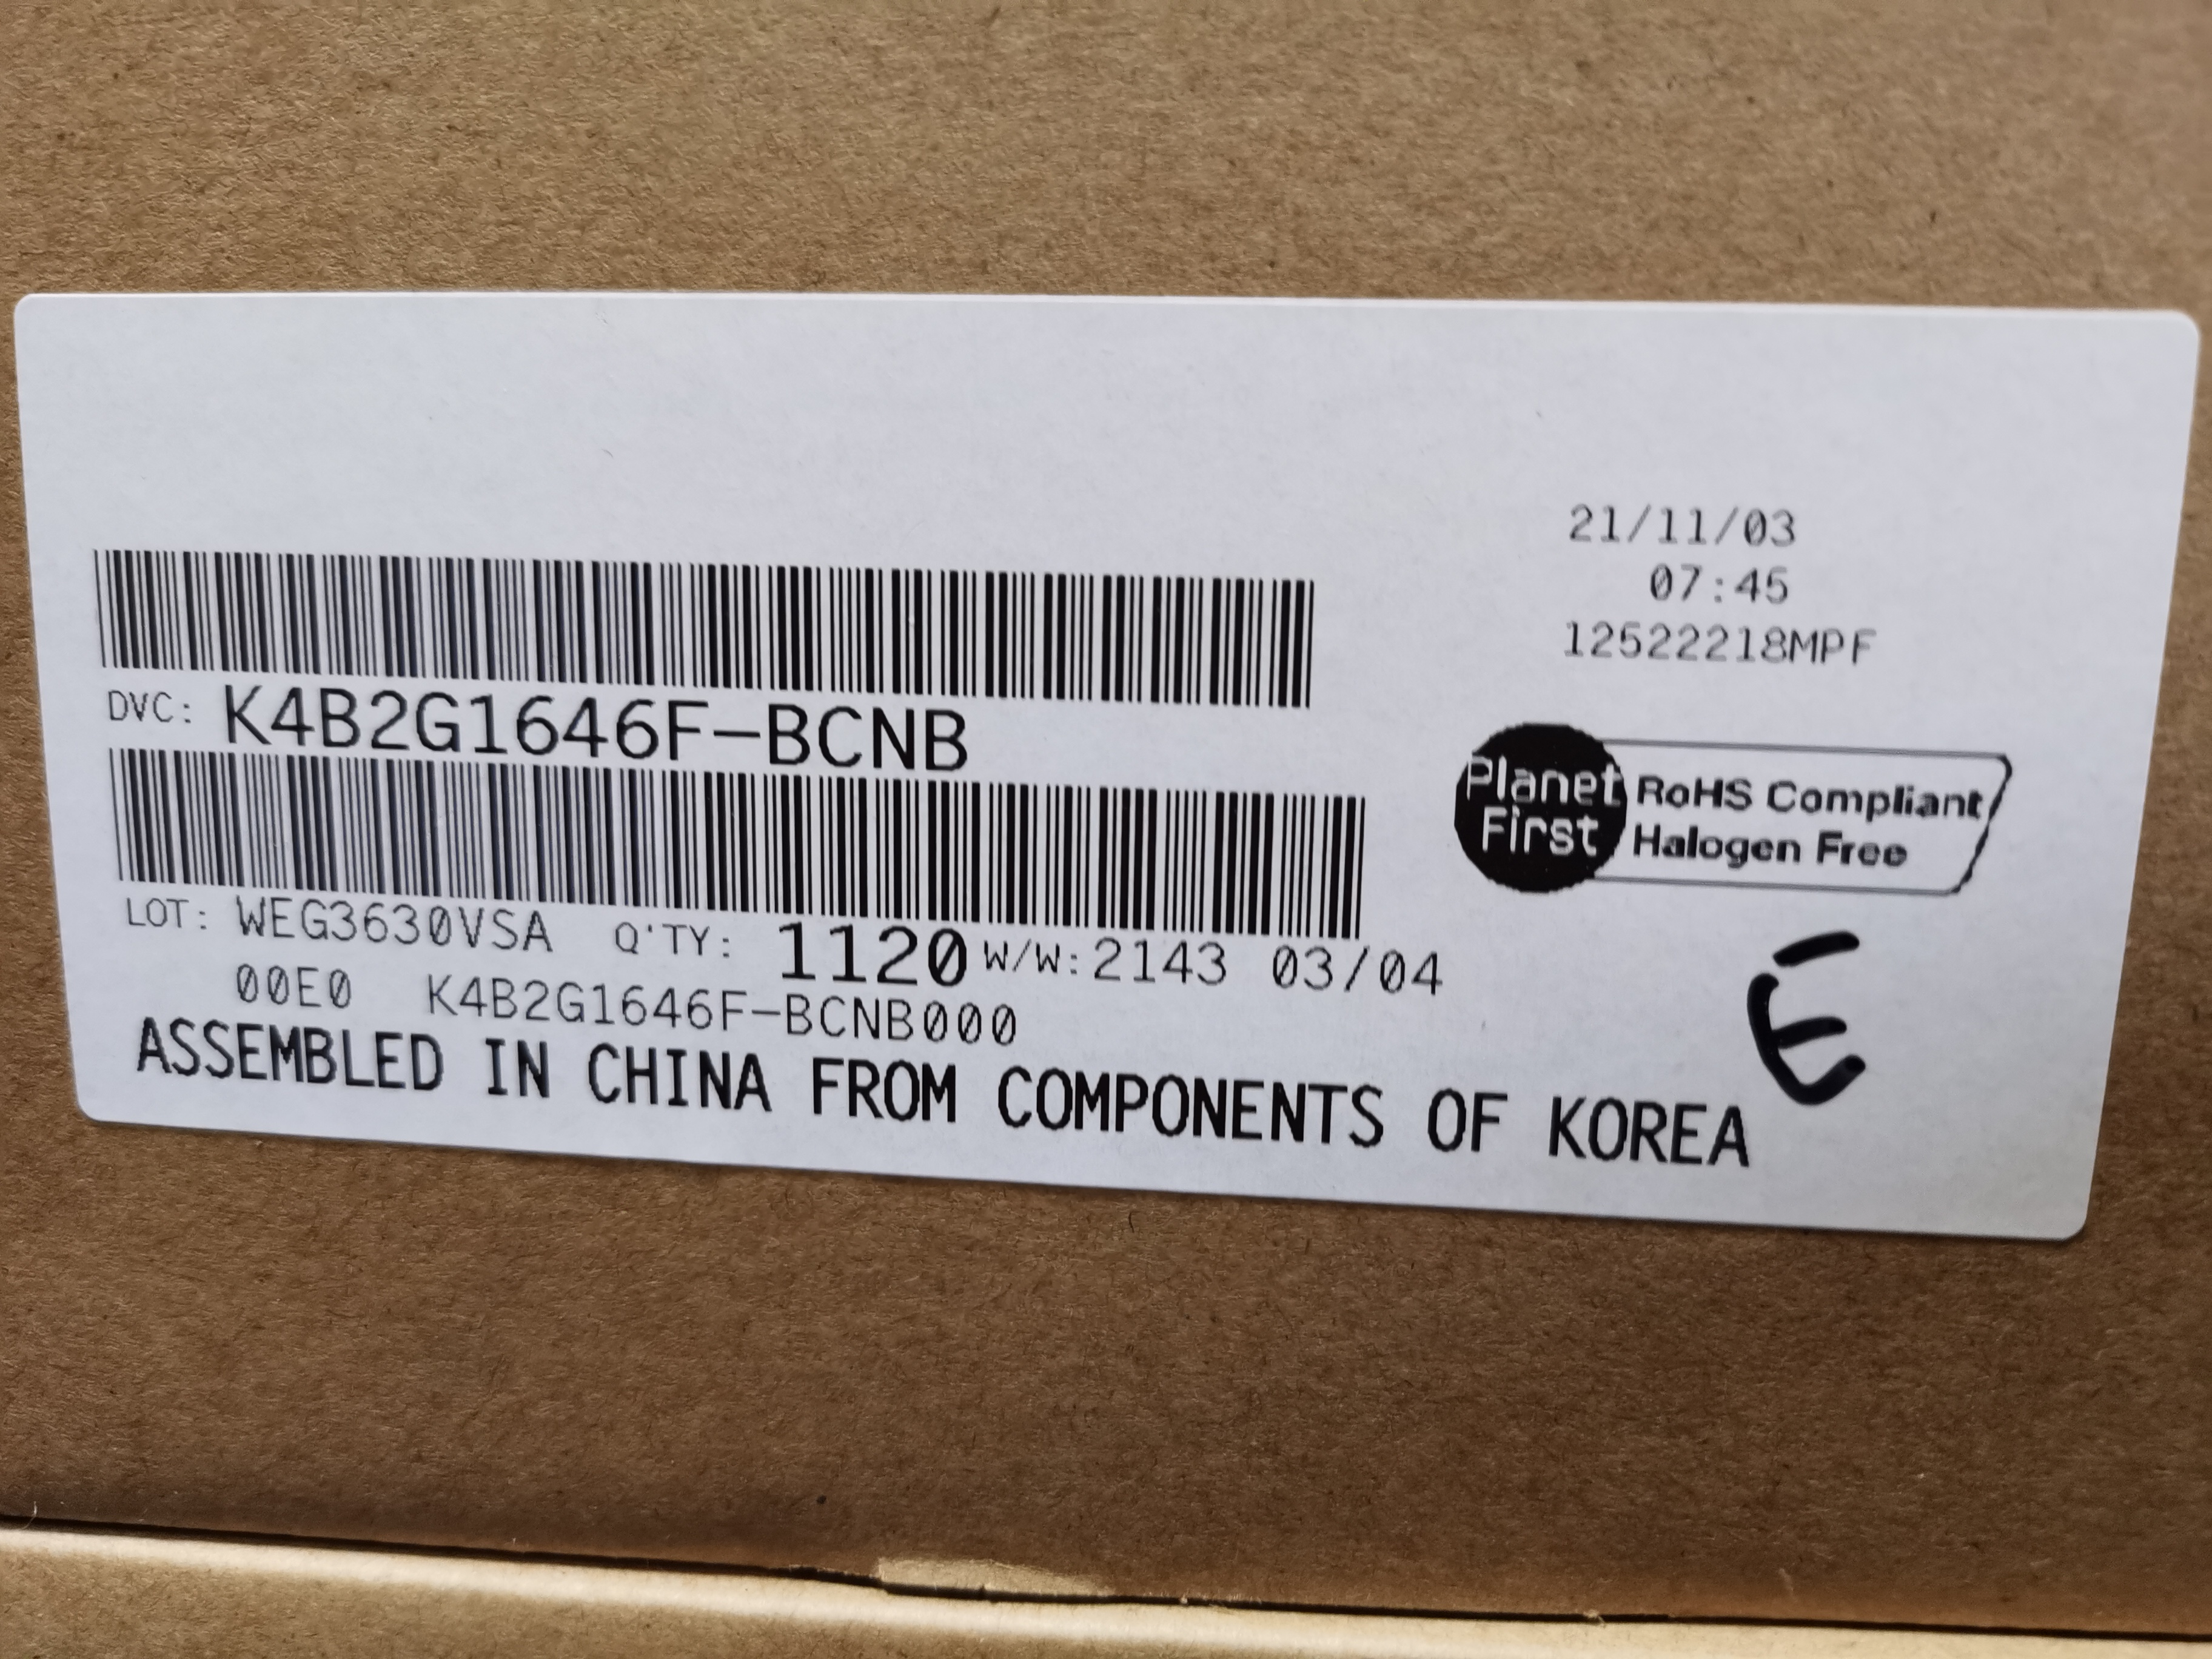 21/11/03
07:45
12522218MPF
DVC: K4B2G1646F-BCNB
Planet First
RoHS Compliant
Halogen Free
LOT: WEG3630VSA Q'TY: 1120 W/W:2143 03/04
00E0 K4B2G1646F-BCNB000
E
ASSEMBLED IN CHINA FROM COMPONENTS OF KOREA